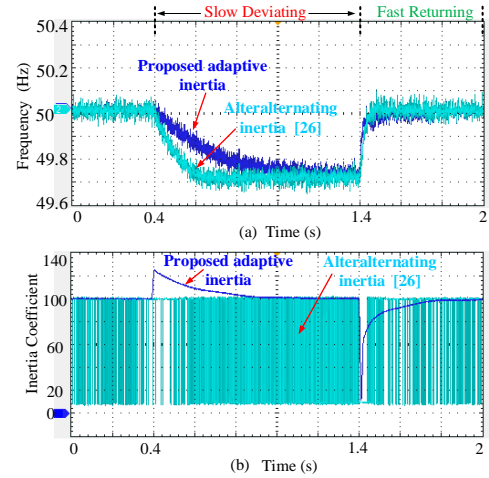 Slow Deviating
Fast Returning
50.4
50.2
50
49.8
49.6
Frequency (Hz)
Proposed adaptive
inertia
Alteralternating
inertia [26]
0
0.4
1.4
2
(a) Time (s)
140
100
60
20
0
Inertia Coefficient
Proposed adaptive
inertia
Alteralternating
inertia [26]
0
0.4
1.4
2
(b) Time (s)